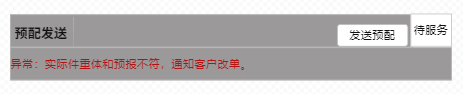 预配发送
发送预配
待服务
异常：实际件重体和预报不符，通知客户改单。